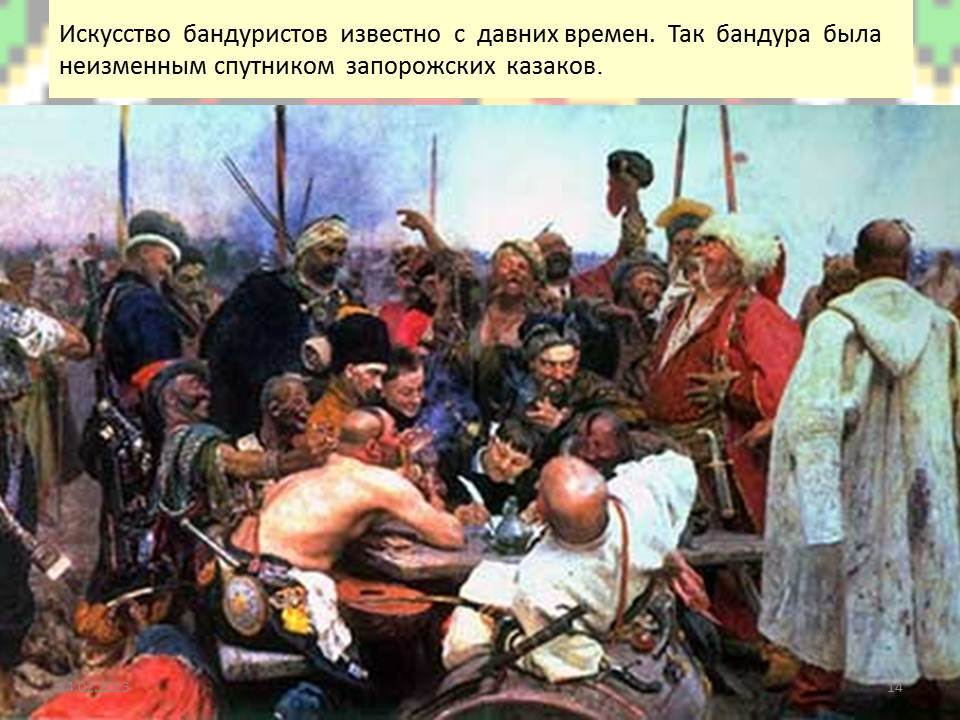 Искусство бандуристов известно с давних времен. Так бандура была
неизменным спутником запорожских казаков.
14